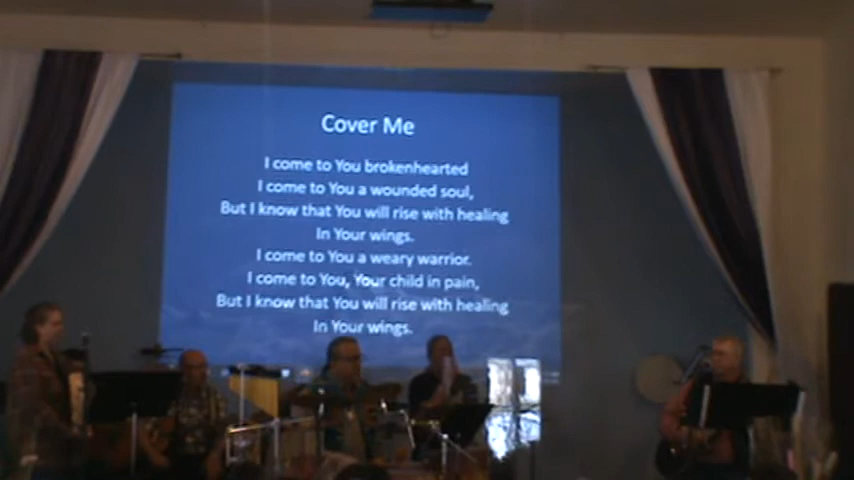 Cover Me
I come to You brokenhearted
I come to You a wounded soul,
But I know that You will rise with healing
In Your wings.
I come to You a weary warrior.
I come to You, Your child in pain,
But I know that You will rise with healing
In Your wings.